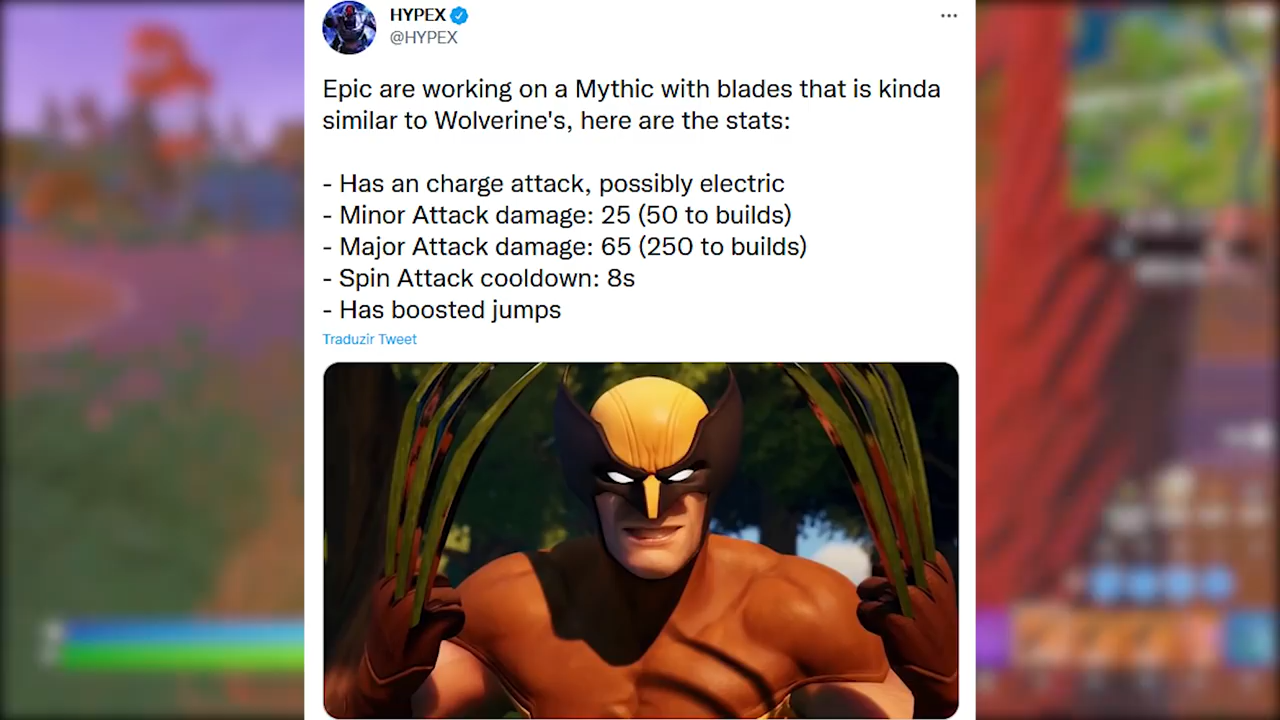 HYPEX
@HYPEX
Epic are working on a Mythic with blades that is kinda
similar to Wolverine's, here are the stats:
- Has an charge attack, possibly electric
- Minor Attack damage: 25 (50 to builds)
- Major Attack damage: 65 (250 to builds)
- Spin Attack cooldown: 8s
- Has boosted jumps
Traduzir Tweet